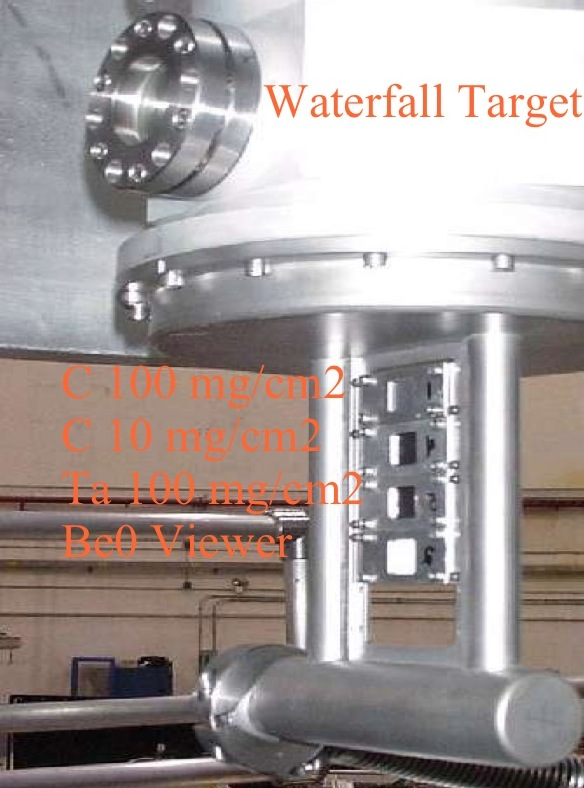 Waterfall Target
C 100 mg/cm2
C 10 mg/cm2
Ta 100 mg/cm2
Be0 Viewer